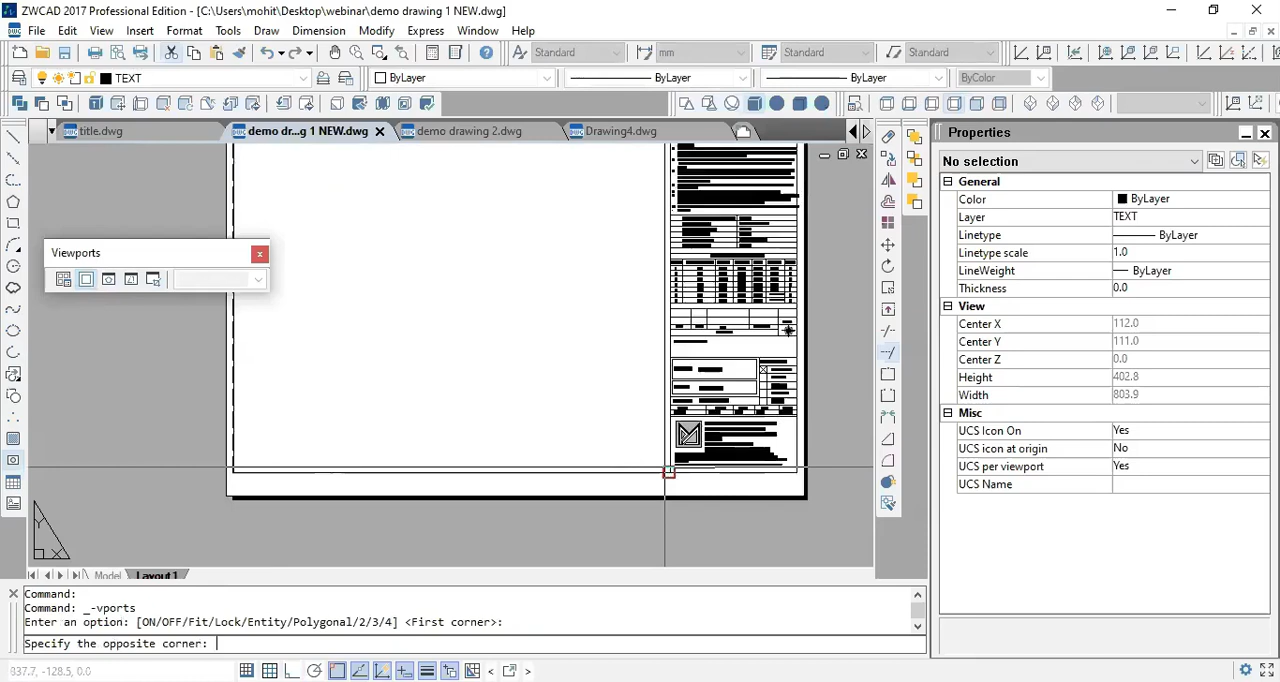 ZWCAD 2017 Professional Edition - [C:\Users\mohit\Desktop\webinar\demo drawing 1 NEW.dwg]
File Edit View Insert Format Tools Draw Dimension Modify Express Window Help
Standard mm Standard Standard
TEXT ByLayer ByLayer ByLayer ByColor
title.dwg demo dr...g 1 NEW.dwg demo drawing 2.dwg Drawing4.dwg
Properties
No selection
General
Color ByLayer
Layer TEXT
Linetype ByLayer
Linetype scale 1.0
LineWeight ByLayer
Thickness 0.0
View
Center X 112.0
Center Y 111.0
Center Z 0.0
Height 402.8
Width 803.9
Misc
UCS Icon On Yes
UCS icon at origin No
UCS per viewport Yes
UCS Name
Viewports
Y
X
Model Layout1
Command:
Command: _-vports
Enter an option: [ON/OFF/Fit/Lock/Entity/Polygonal/2/3/4] <First corner>:
Specify the opposite corner:
837.7, -128.5, 0.0